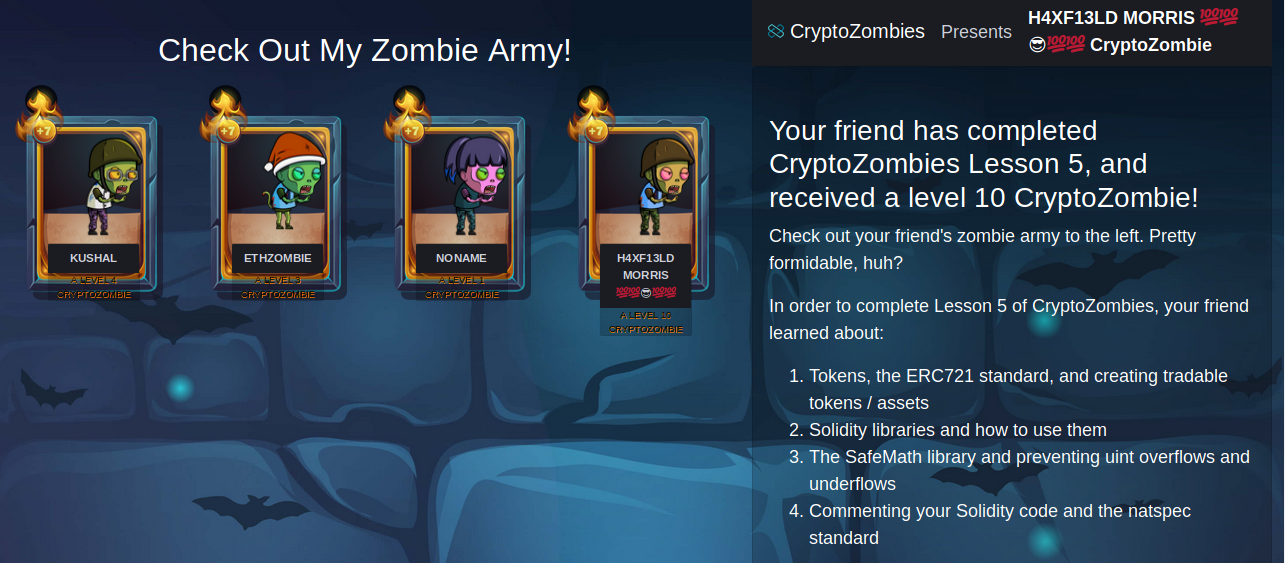 Check Out My Zombie Army!
+7
KUSHAL
A LEVEL 4
CRYPTOZOMBIE
+7
ETHZOMBIE
A LEVEL 3
CRYPTOZOMBIE
+7
NONAME
A LEVEL 1
CRYPTOZOMBIE
+7
H4XF13LD
MORRIS
💯💯😎💯💯
A LEVEL 10
CRYPTOZOMBIE
CryptoZombies Presents
H4XF13LD MORRIS 💯💯
😎💯💯 CryptoZombie
Your friend has completed
CryptoZombies Lesson 5, and
received a level 10 CryptoZombie!
Check out your friend's zombie army to the left. Pretty
formidable, huh?
In order to complete Lesson 5 of CryptoZombies, your friend
learned about:
1. Tokens, the ERC721 standard, and creating tradable
tokens / assets
2. Solidity libraries and how to use them
3. The SafeMath library and preventing uint overflows and
underflows
4. Commenting your Solidity code and the natspec
standard